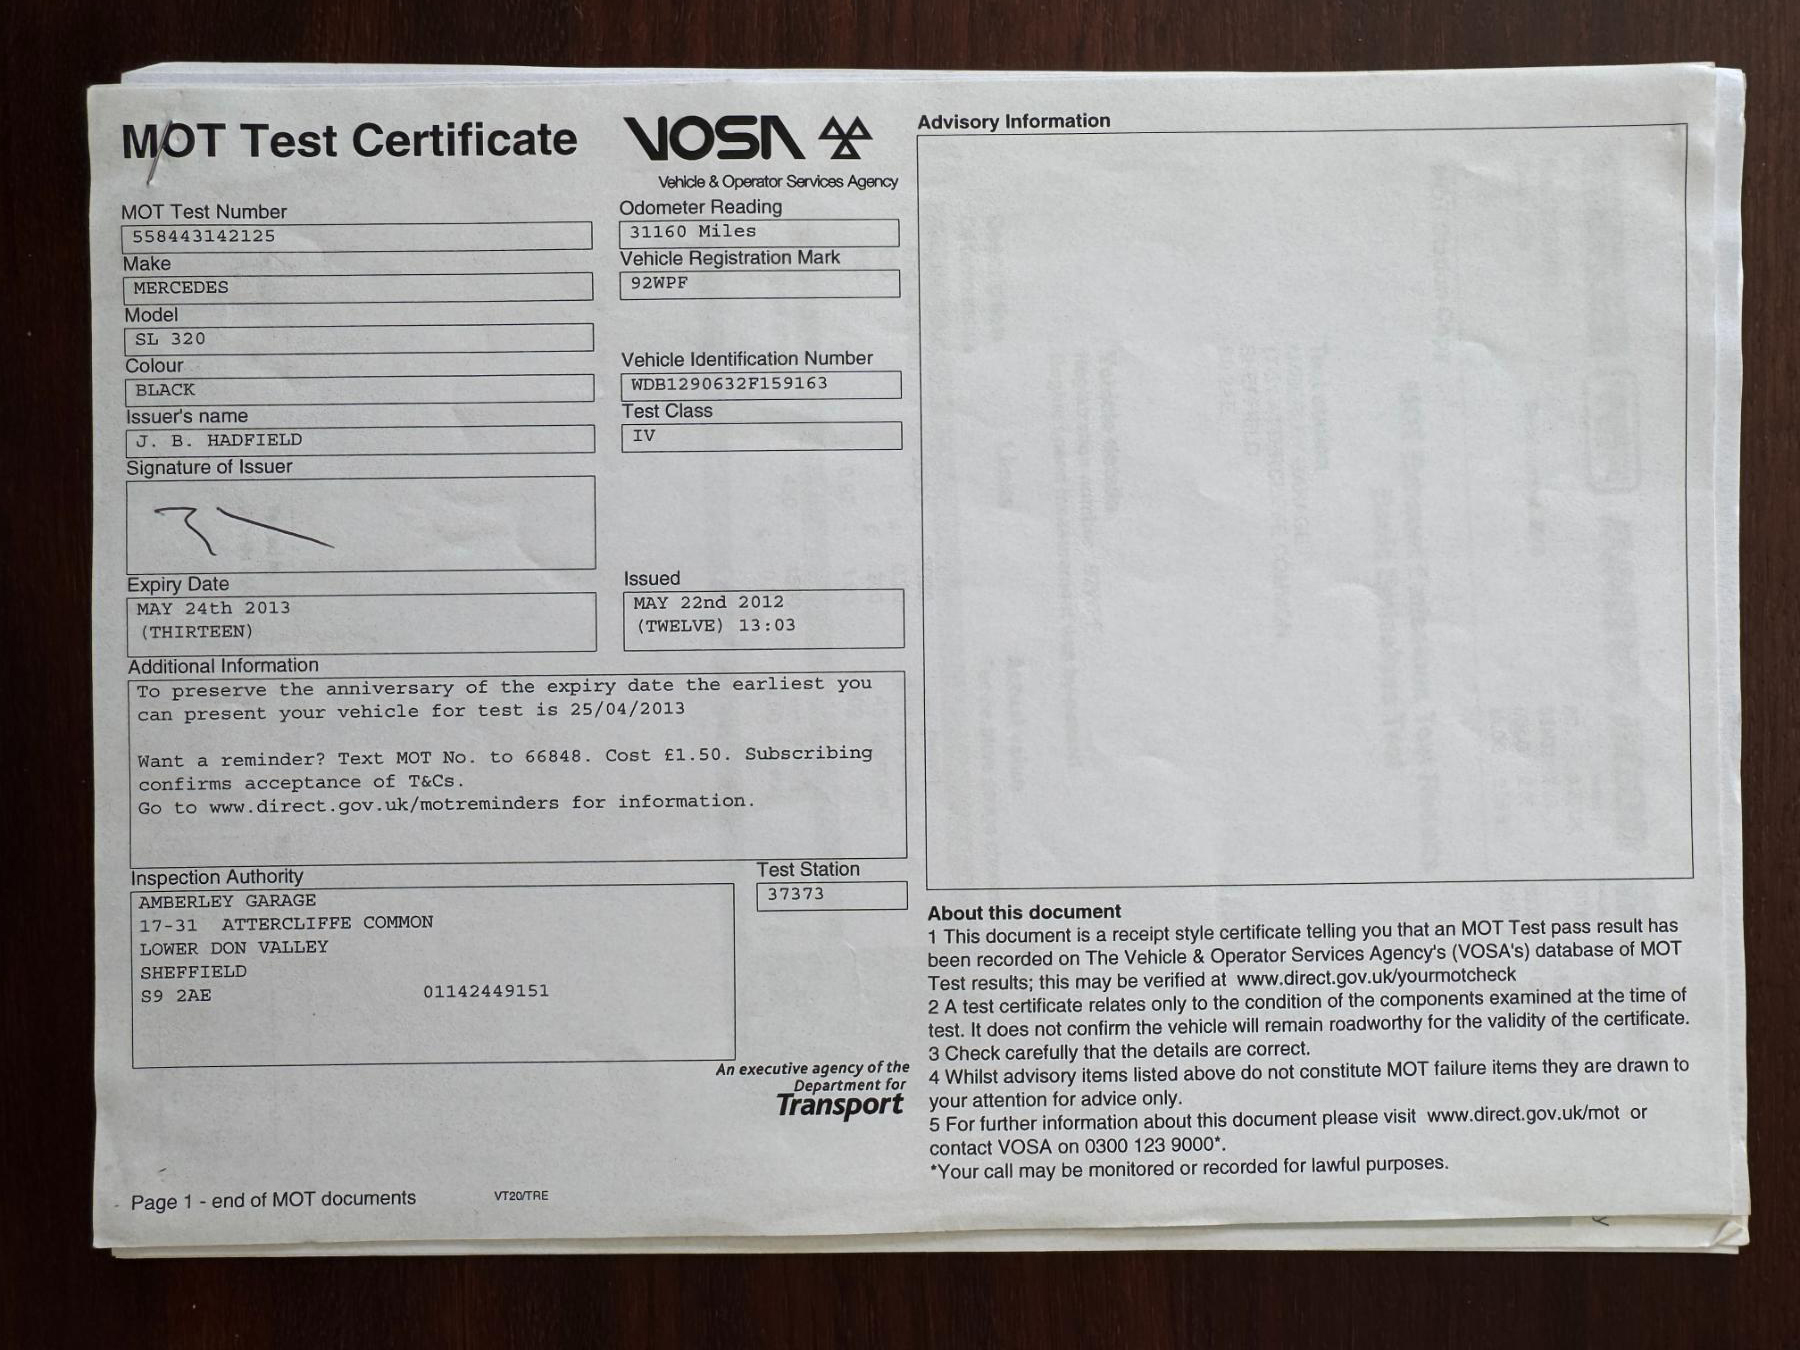 MOT Test Certificate
VOSA
Vehicle & Operator Services Agency
MOT Test Number
558443142125
Make
MERCEDES
Model
SL 320
Colour
BLACK
Issuer's name
J. B. HADFIELD
Signature of Issuer
Odometer Reading
31160 Miles
Vehicle Registration Mark
92WPF
Vehicle Identification Number
WDB1290632F159163
Test Class
IV
Expiry Date
MAY 24th 2013
(THIRTEEN)
Issued
MAY 22nd 2012
(TWELVE) 13:03
Additional Information
To preserve the anniversary of the expiry date the earliest you
can present your vehicle for test is 25/04/2013
Want a reminder? Text MOT No. to 66848. Cost £1.50. Subscribing
confirms acceptance of T&Cs.
Go to www.direct.gov.uk/motreminders for information.
Inspection Authority
AMBERLEY GARAGE
17-31 ATTERCLIFFE COMMON
LOWER DON VALLEY
SHEFFIELD
S9 2AE 01142449151
Test Station
37373
An executive agency of the
Department for
Transport
Page 1 - end of MOT documents
VT20/TRE
Advisory Information
About this document
1 This document is a receipt style certificate telling you that an MOT Test pass result has
been recorded on The Vehicle & Operator Services Agency's (VOSA's) database of MOT
Test results; this may be verified at www.direct.gov.uk/yourmotcheck
2 A test certificate relates only to the condition of the components examined at the time of
test. It does not confirm the vehicle will remain roadworthy for the validity of the certificate.
3 Check carefully that the details are correct.
4 Whilst advisory items listed above do not constitute MOT failure items they are drawn to
your attention for advice only.
5 For further information about this document please visit www.direct.gov.uk/mot or
contact VOSA on 0300 123 9000*.
*Your call may be monitored or recorded for lawful purposes.